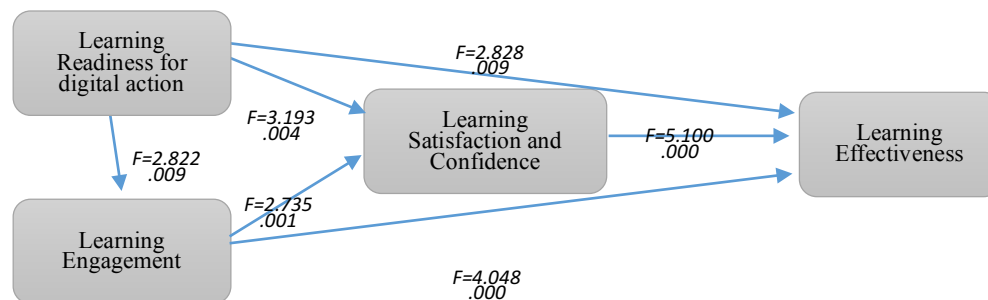 Learning
Readiness for
digital action
F=2.828
.009
F=3.193
.004
Learning
Satisfaction and
Confidence
F=5.100
.000
Learning
Effectiveness
F=2.822
.009
F=2.735
.001
Learning
Engagement
F=4.048
.000